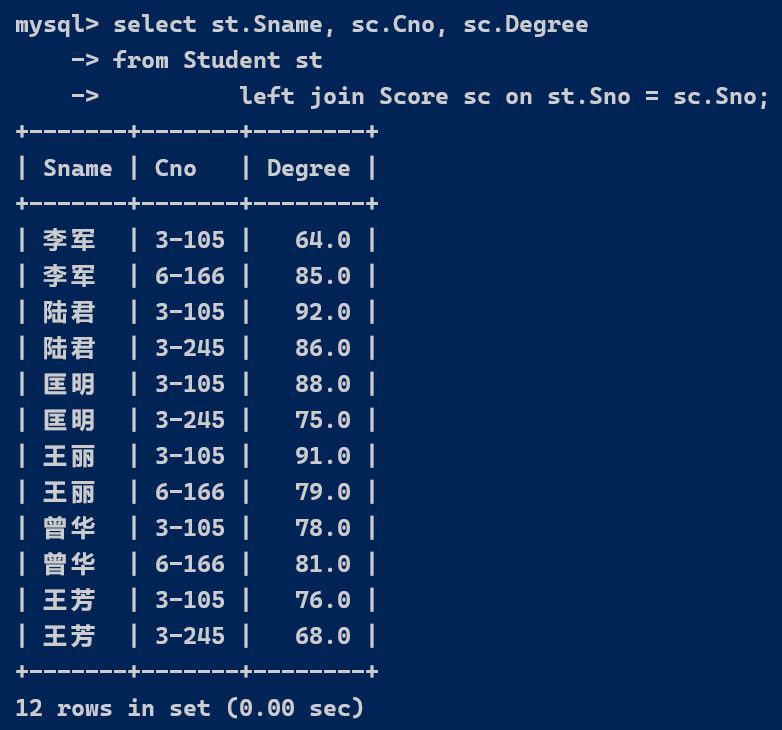 mysql> select st.Sname, sc.Cno, sc.Degree
    -> from Student st
    ->          left join Score sc on st.Sno = sc.Sno;
+-------+-------+--------+
| Sname | Cno   | Degree |
+-------+-------+--------+
| 李军  | 3-105 |   64.0 |
| 李军  | 6-166 |   85.0 |
| 陆君  | 3-105 |   92.0 |
| 陆君  | 3-245 |   86.0 |
| 匡明  | 3-105 |   88.0 |
| 匡明  | 3-245 |   75.0 |
| 王丽  | 3-105 |   91.0 |
| 王丽  | 6-166 |   79.0 |
| 曾华  | 3-105 |   78.0 |
| 曾华  | 6-166 |   81.0 |
| 王芳  | 3-105 |   76.0 |
| 王芳  | 3-245 |   68.0 |
+-------+-------+--------+
12 rows in set (0.00 sec)